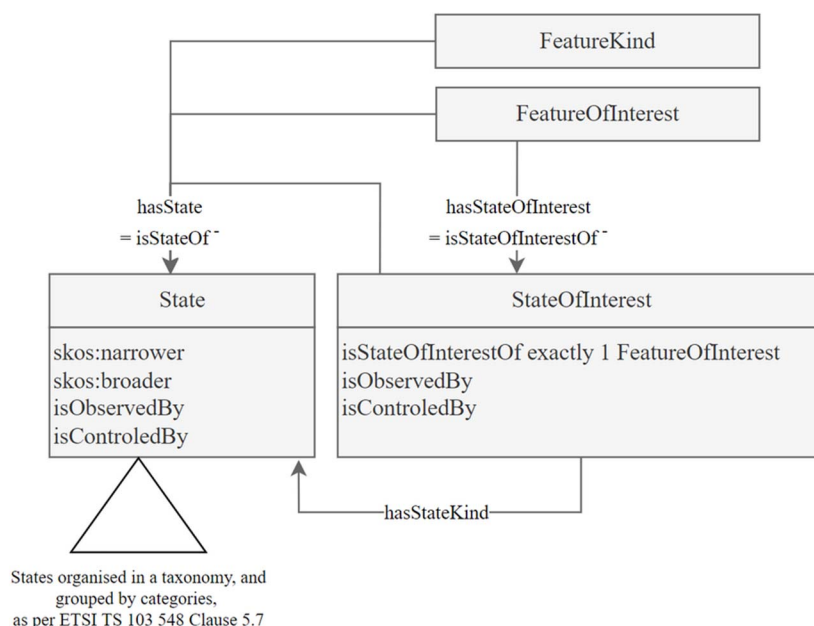 FeatureKind
FeatureOfInterest
hasState
= isStateOf -
hasStateOfInterest
= isStateOfInterestOf -
State
skos:narrower
skos:broader
isObservedBy
isControledBy
StateOfInterest
isStateOfInterestOf exactly 1 FeatureOfInterest
isObservedBy
isControledBy
hasStateKind
States organised in a taxonomy, and
grouped by categories,
as per ETSI TS 103 548 Clause 5.7